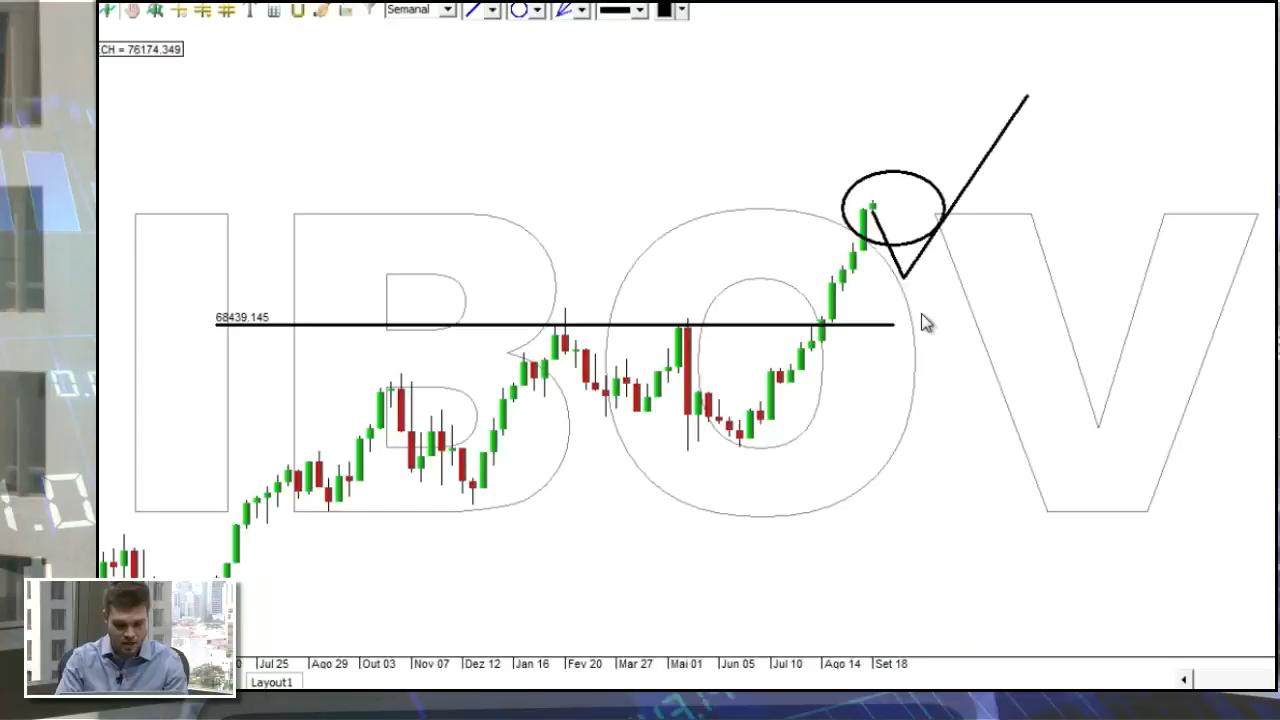 Semanal
CH = 76174.349
IBOV
68439.145
Jul 25 Ago 29 Out 03 Nov 07 Dez 12 Jan 16 Fev 20 Mar 27 Mai 01 Jun 05 Jul 10 Ago 14 Set 18
Layout1